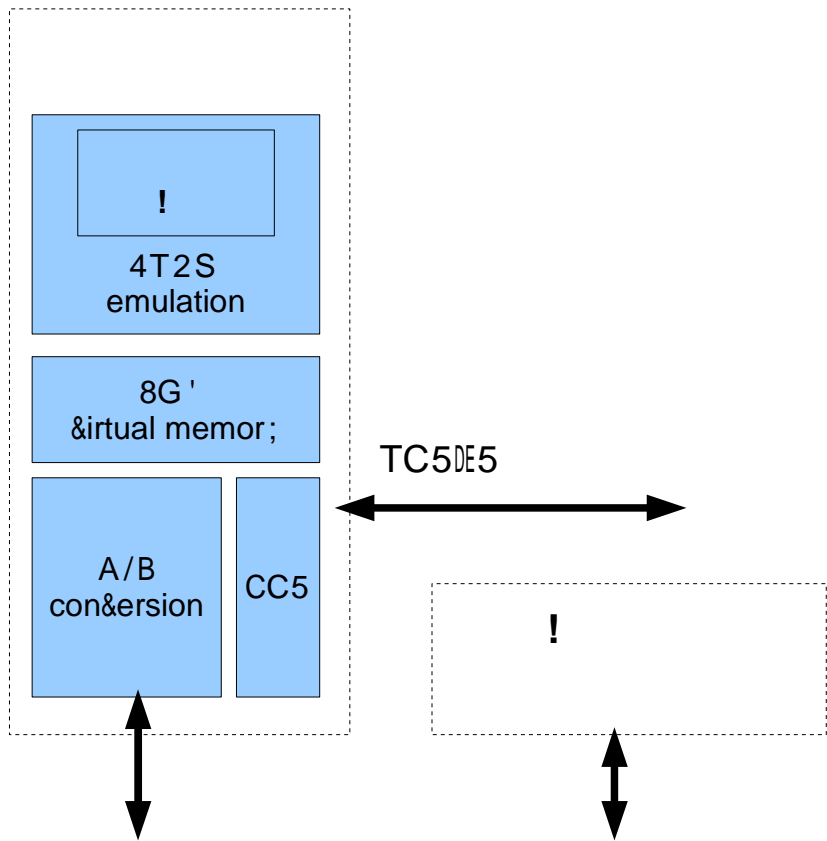 !
4T2S
emulation
8G '
&irtual memor;
TC5DE5
A/B
con&ersion
CC5
!